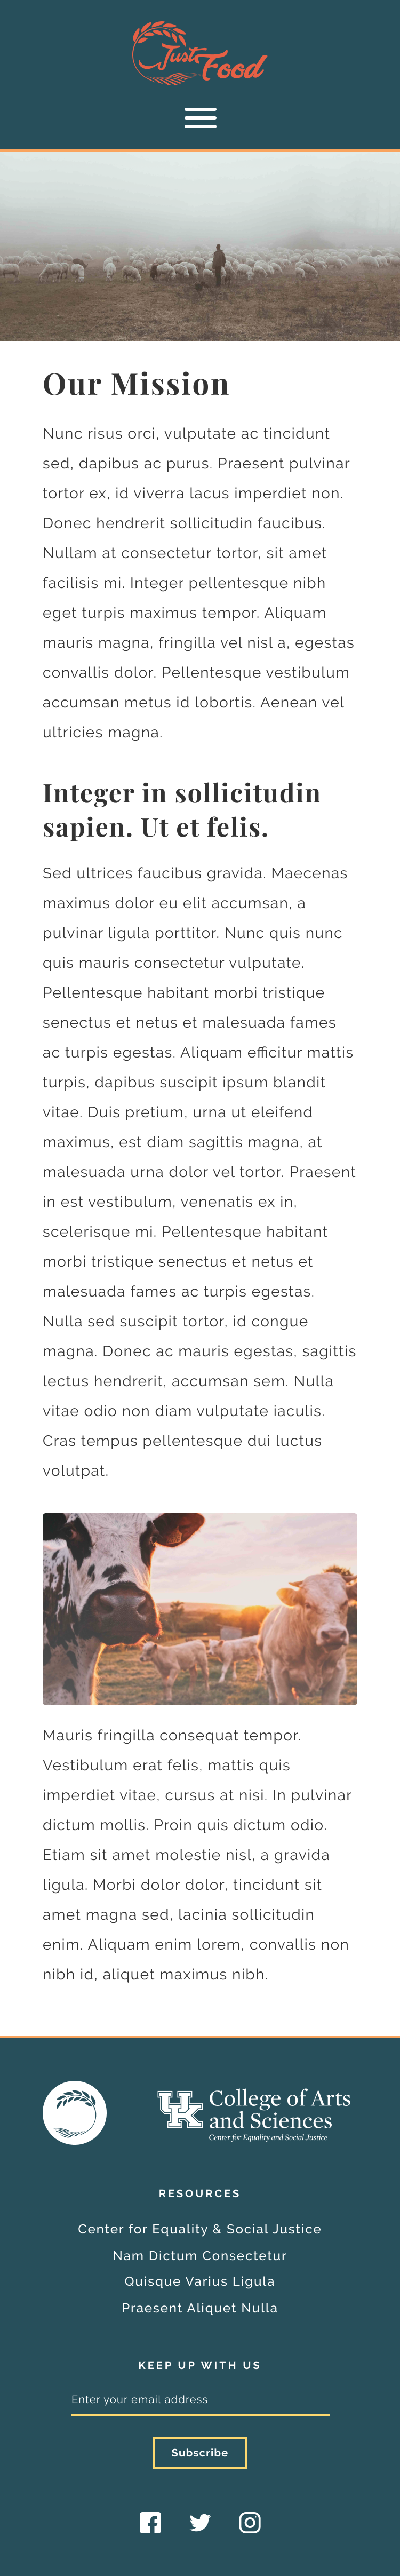 Just
Food
Our Mission
Nunc risus orci, vulputate ac tincidunt
sed, dapibus ac purus. Praesent pulvinar
tortor ex, id viverra lacus imperdiet non.
Donec hendrerit sollicitudin faucibus.
Nullam at consectetur tortor, sit amet
facilisis mi. Integer pellentesque nibh
eget turpis maximus tempor. Aliquam
mauris magna, fringilla vel nisl a, egestas
convallis dolor. Pellentesque vestibulum
accumsan metus id lobortis. Aenean vel
ultricies magna.
Integer in sollicitudin
sapien. Ut et felis.
Sed ultrices faucibus gravida. Maecenas
maximus dolor eu elit accumsan, a
pulvinar ligula porttitor. Nunc quis nunc
quis mauris consectetur vulputate.
Pellentesque habitant morbi tristique
senectus et netus et malesuada fames
ac turpis egestas. Aliquam efficitur mattis
turpis, dapibus suscipit ipsum blandit
vitae. Duis pretium, urna ut eleifend
maximus, est diam sagittis magna, at
malesuada urna dolor vel tortor. Praesent
in est vestibulum, venenatis ex in,
scelerisque mi. Pellentesque habitant
morbi tristique senectus et netus et
malesuada fames ac turpis egestas.
Nulla sed suscipit tortor, id congue
magna. Donec ac mauris egestas, sagittis
lectus hendrerit, accumsan sem. Nulla
vitae odio non diam vulputate iaculis.
Cras tempus pellentesque dui luctus
volutpat.
Mauris fringilla consequat tempor.
Vestibulum erat felis, mattis quis
imperdiet vitae, cursus at nisi. In pulvinar
dictum mollis. Proin quis dictum odio.
Etiam sit amet molestie nisl, a gravida
ligula. Morbi dolor dolor, tincidunt sit
amet magna sed, lacinia sollicitudin
enim. Aliquam enim lorem, convallis non
nibh id, aliquet maximus nibh.
UK
College of Arts
and Sciences
Center for Equality and Social Justice
RESOURCES
Center for Equality & Social Justice
Nam Dictum Consectetur
Quisque Varius Ligula
Praesent Aliquet Nulla
KEEP UP WITH US
Enter your email address
Subscribe